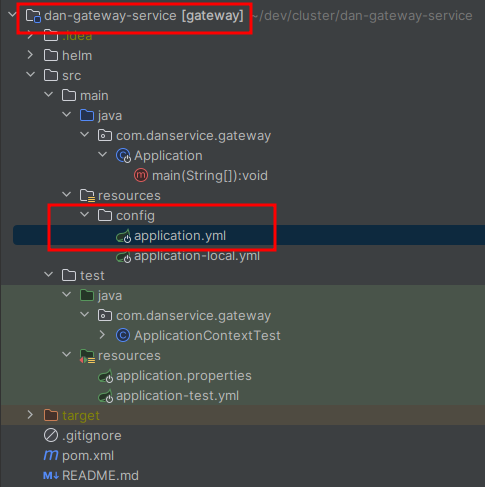 dan-gateway-service [gateway] ~/dev/cluster/dan-gateway-service
.idea
helm
src
main
java
com.danservice.gateway
Application
main(String[]):void
resources
config
application.yml
application-local.yml
test
java
com.danservice.gateway
ApplicationContextTest
resources
application.properties
application-test.yml
target
.gitignore
pom.xml
README.md